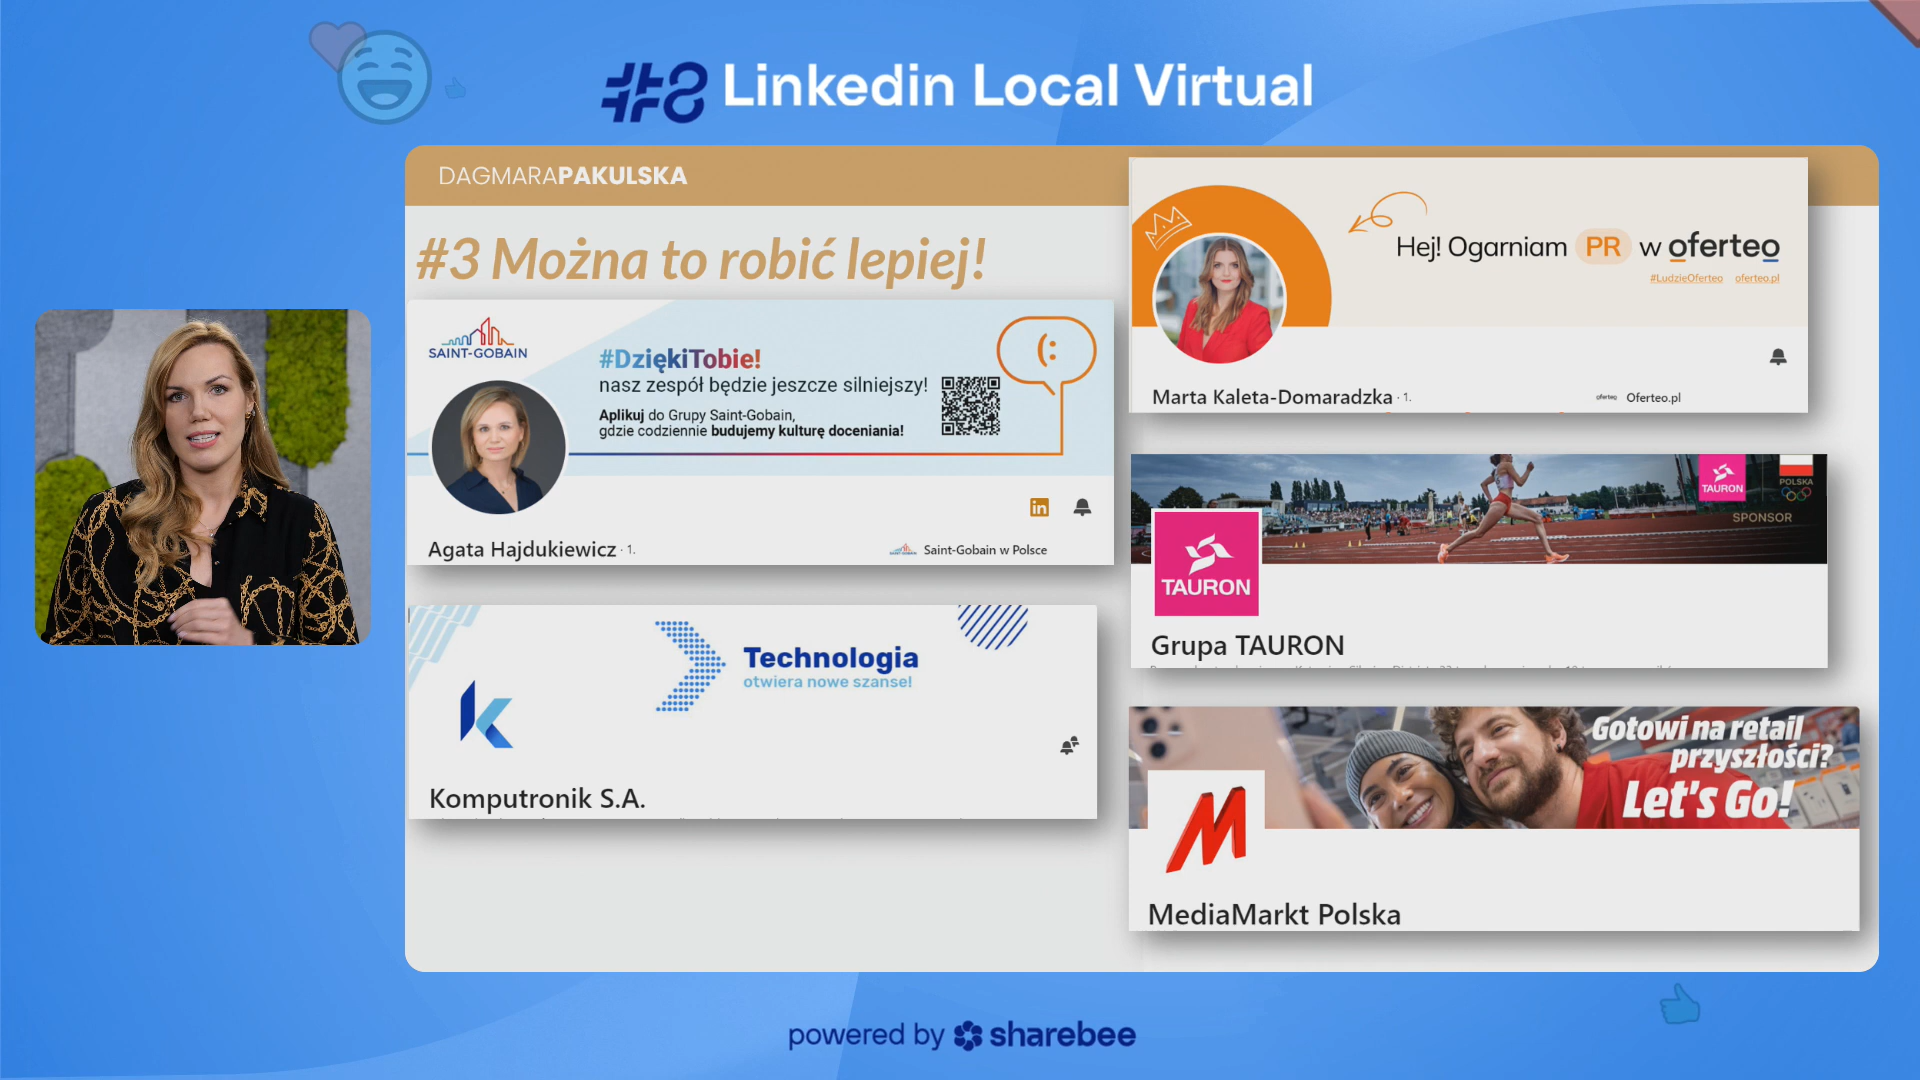 #8 Linkedin Local Virtual
DAGMARAPAKULSKA
#3 Można to robić lepiej!
SAINT-GOBAIN
#DziękiTobie!
nasz zespół będzie jeszcze silniejszy!
Aplikuj do Grupy Saint-Gobain,
gdzie codziennie budujemy kulturę doceniania!
(:
in
Agata Hajdukiewicz · 1.
Saint-Gobain w Polsce
Technologia
otwiera nowe szanse!
Komputronik S.A.
Hej! Ogarniam PR w oferteo
#LudzieOferteo oferteo.pl
Marta Kaleta-Domaradzka · 1.
oferteo Oferteo.pl
TAURON
POLSKA
SPONSOR
TAURON
Grupa TAURON
Gotowi na retail
przyszłości?
Let's Go!
MediaMarkt Polska
powered by sharebee